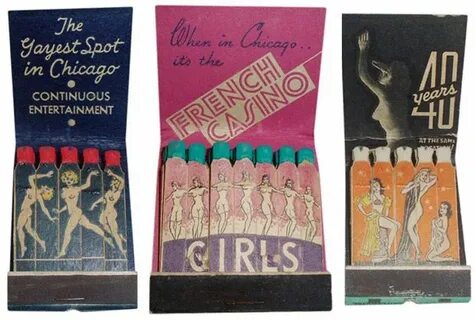 The
Gayest Spot
in Chicago
CONTINUOUS
ENTERTAINMENT
When in Chicago..
its the
FRENCH
CASINO
GIRLS
40
years
AT THE SAME